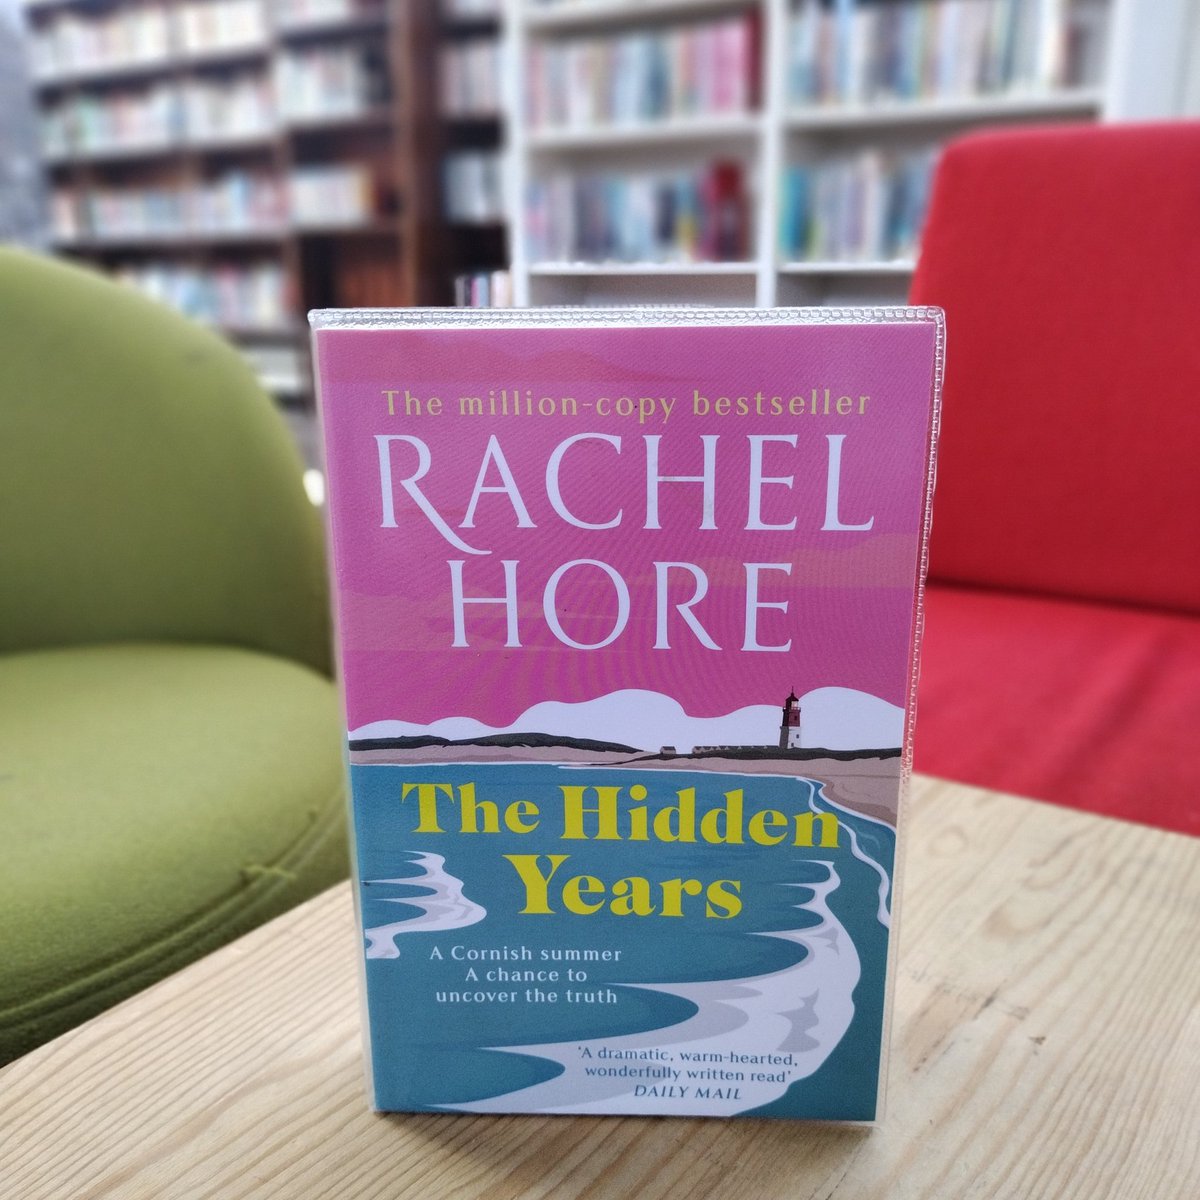 The million-copy bestseller
RACHEL
HORE
The Hidden
Years
A Cornish summer
A chance to
uncover the truth
'A dramatic, warm-hearted,
wonderfully written read'
DAILY MAIL